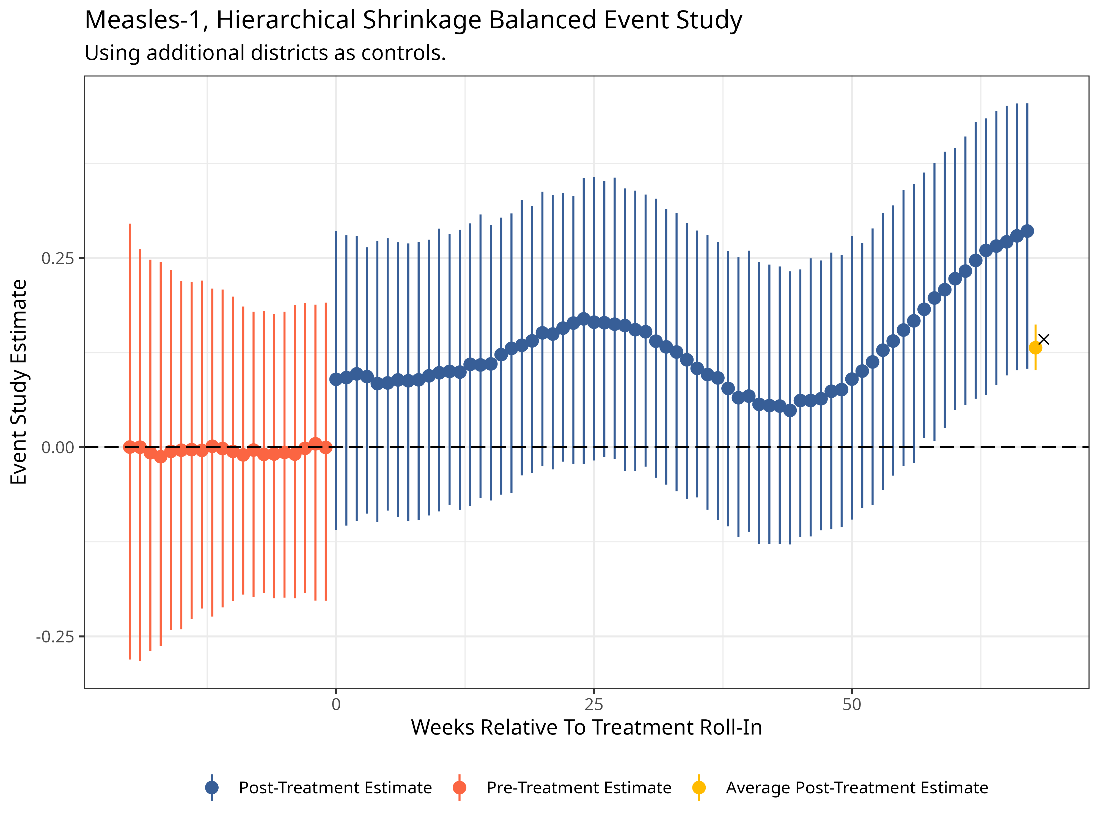 Measles-1, Hierarchical Shrinkage Balanced Event Study
Using additional districts as controls.
Event Study Estimate
0.25
0.00
-0.25
0
25
50
Weeks Relative To Treatment Roll-In
Post-Treatment Estimate
Pre-Treatment Estimate
Average Post-Treatment Estimate